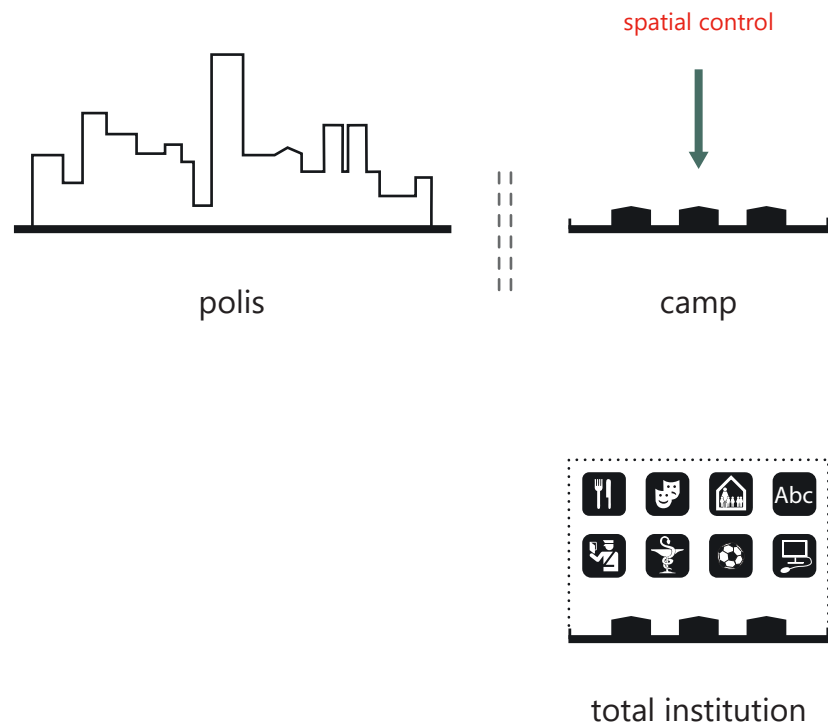 spatial control
polis
camp
Abc
total institution